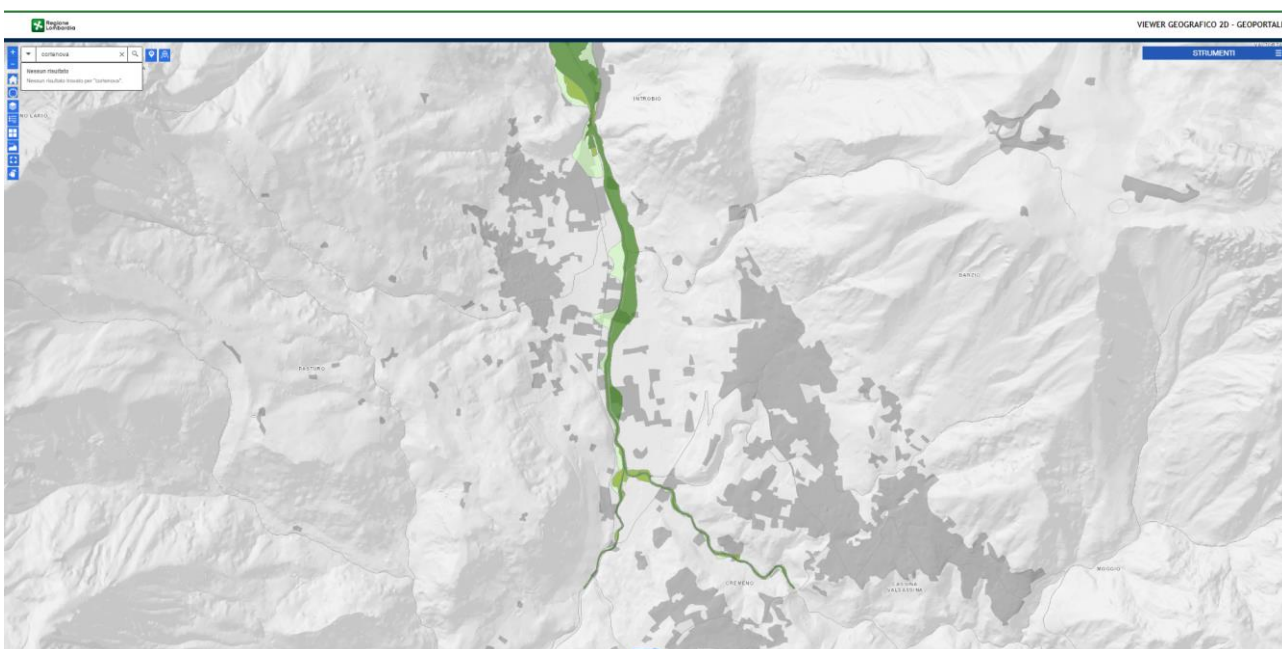 Regione
Lombardia
VIEWER GEOGRAFICO 2D - GEOPORTALE
cortenova
STRUMENTI
Nessun risultato
Nessun risultato trovato per "cortenova".
INTROBIO
BARZIO
PASTURO
CREMENO
CASSINA
VALSASSINA
MOGGIO